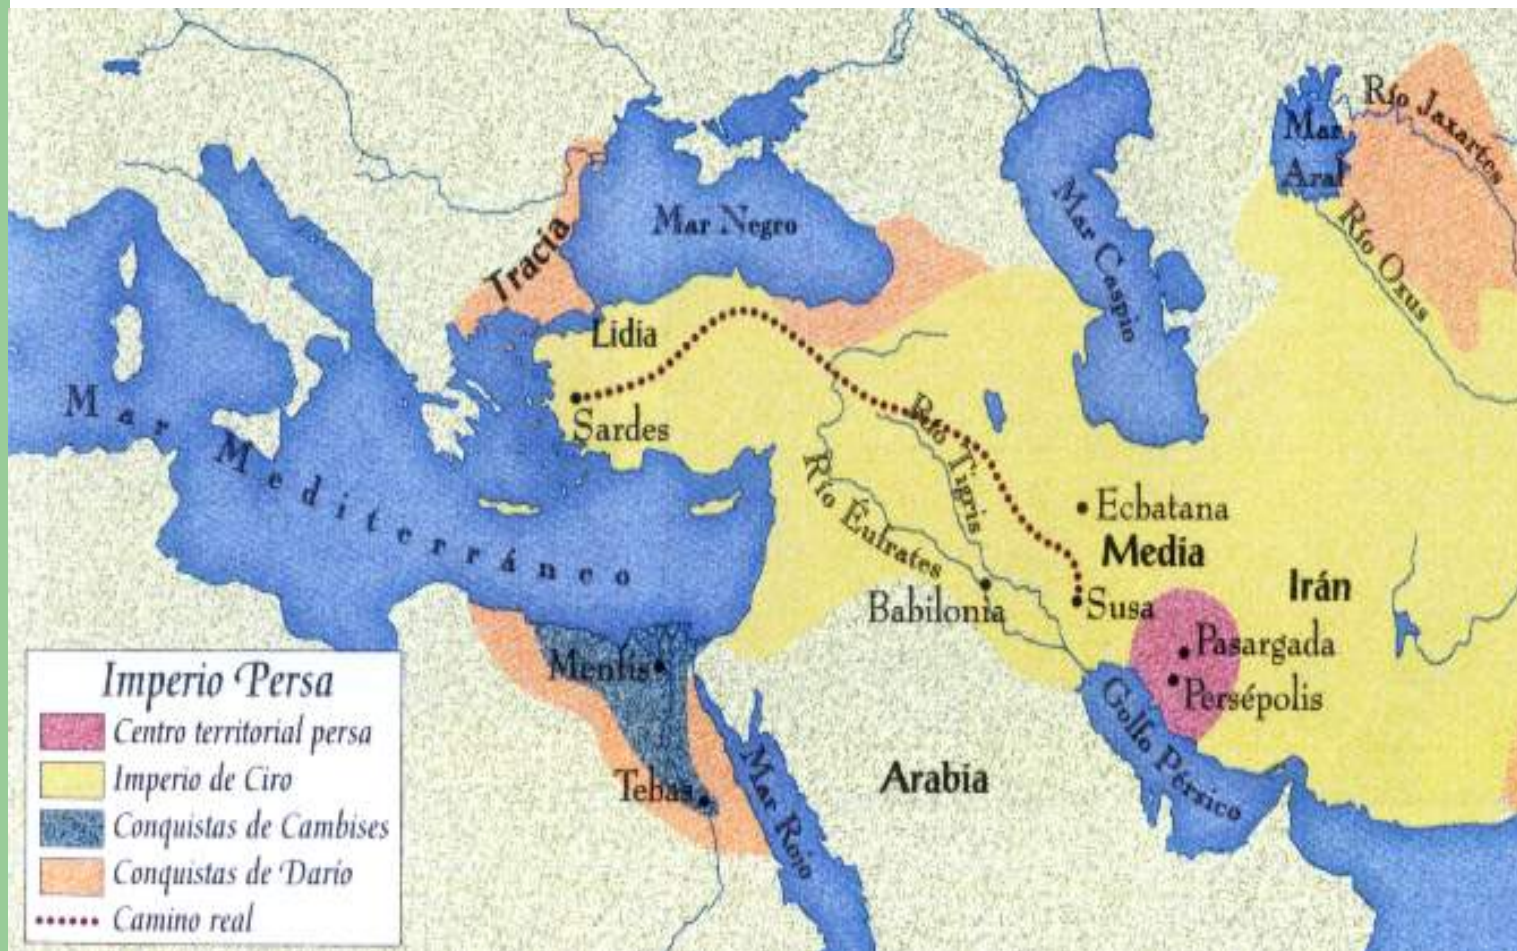 Mar Negro
Mar Caspio
Mar Aral
Río Jaxartes
Río Oxus
Tracia
Lidia
Sardes
Mar Mediterráneo
Río Tigris
Río Éufrates
Ecbatana
Media
Irán
Babilonia
Susa
Pasargada
Persépolis
Golfo Pérsico
Menfis
Tebas
Mar Rojo
Arabia
Imperio Persa
Centro territorial persa
Imperio de Ciro
Conquistas de Cambises
Conquistas de Darío
Camino real